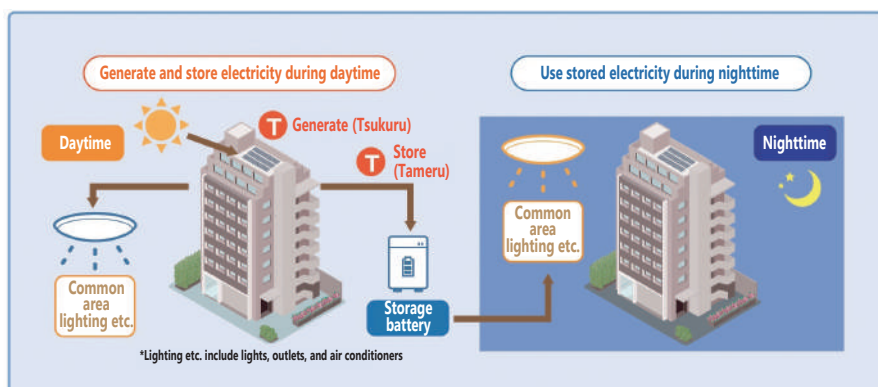 Generate and store electricity during daytime
Use stored electricity during nighttime
Daytime
T
Generate (Tsukuru)
T
Store
(Tameru)
Common
area
lighting etc.
Storage
battery
*Lighting etc. include lights, outlets, and air conditioners
Common
area
lighting etc.
Nighttime